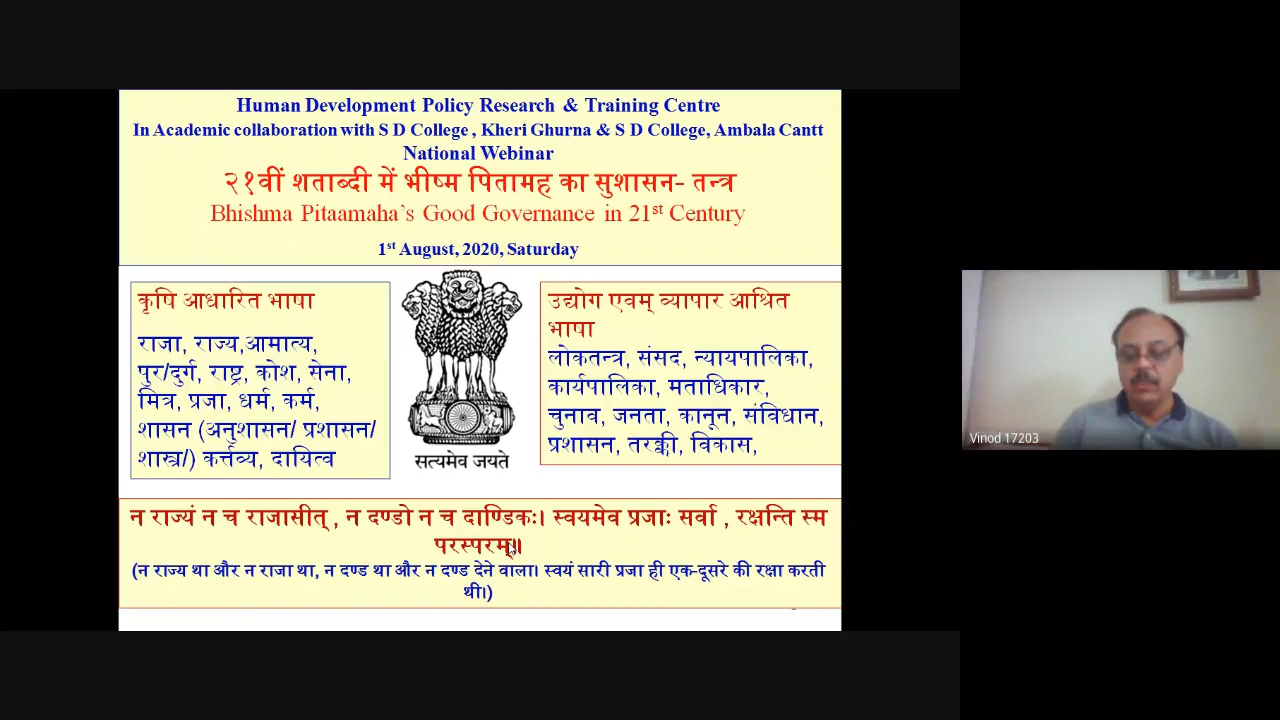 Human Development Policy Research & Training Centre
In Academic collaboration with S D College , Kheri Ghurna & S D College, Ambala Cantt
National Webinar
२१वीं शताब्दी में भीष्म पितामह का सुशासन- तन्त्र
Bhishma Pitaamaha's Good Governance in 21st Century
1st August, 2020, Saturday
कृषि आधारित भाषा
राजा, राज्य,आमात्य,
पुर/दुर्ग, राष्ट्र, कोश, सेना,
मित्र, प्रजा, धर्म, कर्म,
शासन (अनुशासन/ प्रशासन/
शास्त्र/) कर्त्तव्य, दायित्व
सत्यमेव जयते
उद्योग एवम् व्यापार आश्रित
भाषा
लोकतन्त्र, संसद, न्यायपालिका,
कार्यपालिका, मताधिकार,
चुनाव, जनता, कानून, संविधान,
प्रशासन, तरक्की, विकास,
न राज्यं न च राजासीत् , न दण्डो न च दाण्डिकः। स्वयमेव प्रजाः सर्वा , रक्षन्ति स्म
परस्परम्॥
(न राज्य था और न राजा था, न दण्ड था और न दण्ड देने वाला। स्वयं सारी प्रजा ही एक-दूसरे की रक्षा करती
थी।)
Vinod 17203